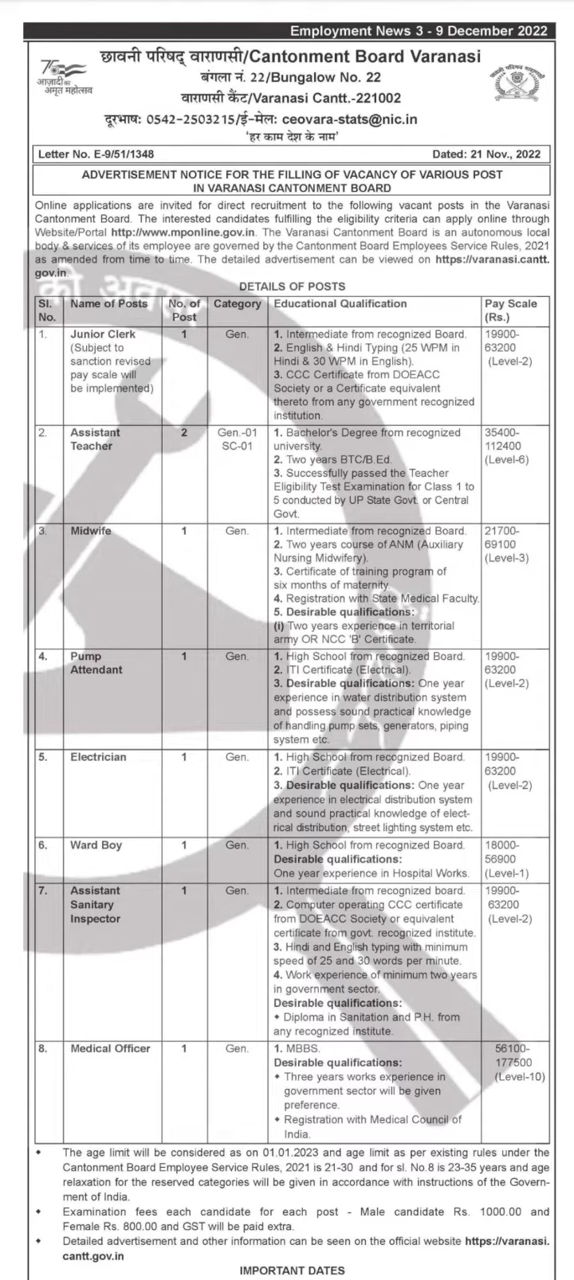 Employment News 3 - 9 December 2022
आज़ादी का
अमृत महोत्सव
छावनी परिषद् वाराणसी/Cantonment Board Varanasi
बंगला नं. 22/Bungalow No. 22
वाराणसी कैंट/Varanasi Cantt.-221002
दूरभाषः 0542-2503215/ई-मेलः ceovara-stats@nic.in
'हर काम देश के नाम'
Letter No. E-9/51/1348 Dated: 21 Nov., 2022
ADVERTISEMENT NOTICE FOR THE FILLING OF VACANCY OF VARIOUS POST
IN VARANASI CANTONMENT BOARD
Online applications are invited for direct recruitment to the following vacant posts in the Varanasi
Cantonment Board. The interested candidates fulfilling the eligibility criteria can apply online through
Website/Portal http://www.mponline.gov.in. The Varanasi Cantonment Board is an autonomous local
body & services of its employee are governed by the Cantonment Board Employees Service Rules, 2021
as amended from time to time. The detailed advertisement can be viewed on https://varanasi.cantt.
gov.in
की अवसर
DETAILS OF POSTS
Sl. No. Name of Posts No. of Post Category Educational Qualification Pay Scale (Rs.)
1. Junior Clerk 1 Gen. 1. Intermediate from recognized Board. 19900-
(Subject to 2. English & Hindi Typing (25 WPM in 63200
sanction revised Hindi & 30 WPM in English). (Level-2)
pay scale will 3. CCC Certificate from DOEACC
be implemented) Society or a Certificate equivalent
thereto from any government recognized
institution.
2. Assistant 2 Gen.-01 1. Bachelor's Degree from recognized 35400-
Teacher SC-01 university. 112400
2. Two years BTC/B.Ed. (Level-6)
3. Successfully passed the Teacher
Eligibility Test Examination for Class 1 to
5 conducted by UP State Govt. or Central
Govt.
3. Midwife 1 Gen. 1. Intermediate from recognized Board. 21700-
2. Two years course of ANM (Auxiliary 69100
Nursing Midwifery). (Level-3)
3. Certificate of training program of
six months of maternity
4. Registration with State Medical Faculty.
5. Desirable qualifications:
(i) Two years experience in territorial
army OR NCC 'B' Certificate.
4. Pump 1 Gen. 1. High School from recognized Board. 19900-
Attendant 2. ITI Certificate (Electrical). 63200
3. Desirable qualifications: One year (Level-2)
experience in water distribution system
and possess sound practical knowledge
of handling pump sets, generators, piping
system etc.
5. Electrician 1 Gen. 1. High School from recognized Board. 19900-
2. ITI Certificate (Electrical). 63200
3. Desirable qualifications: One year (Level-2)
experience in electrical distribution system
and sound practical knowledge of elect-
rical distribution, street lighting system etc.
6. Ward Boy 1 Gen. 1. High School from recognized Board. 18000-
Desirable qualifications: 56900
One year experience in Hospital Works. (Level-1)
7. Assistant 1 Gen. 1. Intermediate from recognized board. 19900-
Sanitary 2. Computer operating CCC certificate 63200
Inspector from DOEACC Society or equivalent (Level-2)
certificate from govt. recognized institute.
3. Hindi and English typing with minimum
speed of 25 and 30 words per minute.
4. Work experience of minimum two years
in government sector.
Desirable qualifications:
• Diploma in Sanitation and P.H. from
any recognized institute.
8. Medical Officer 1 Gen. 1. MBBS. 56100-
Desirable qualifications: 177500
• Three years works experience in (Level-10)
government sector will be given
preference.
• Registration with Medical Council of
India.
• The age limit will be considered as on 01.01.2023 and age limit as per existing rules under the
Cantonment Board Employee Service Rules, 2021 is 21-30 and for sl. No.8 is 23-35 years and age
relaxation for the reserved categories will be given in accordance with instructions of the Govern-
ment of India.
• Examination fees each candidate for each post - Male candidate Rs. 1000.00 and
Female Rs. 800.00 and GST will be paid extra.
• Detailed advertisement and other information can be seen on the official website https://varanasi.
cantt.gov.in
IMPORTANT DATES